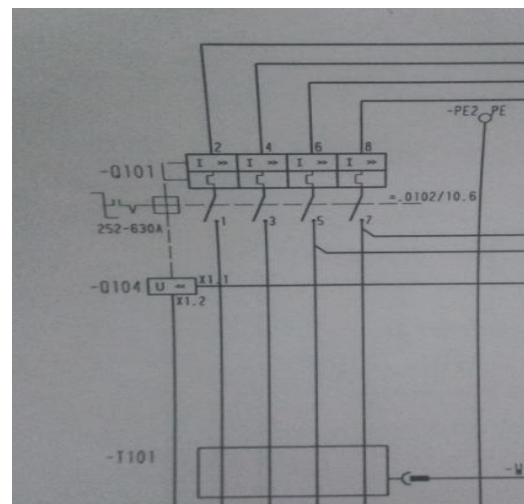 -PE2 PE
2 4 6 8
I >> I >> I >> I >>
-Q101
=.0102/10.6
1 3 5 7
252-630A
X1.1
-Q104 U <<
X1.2
-T101
-W